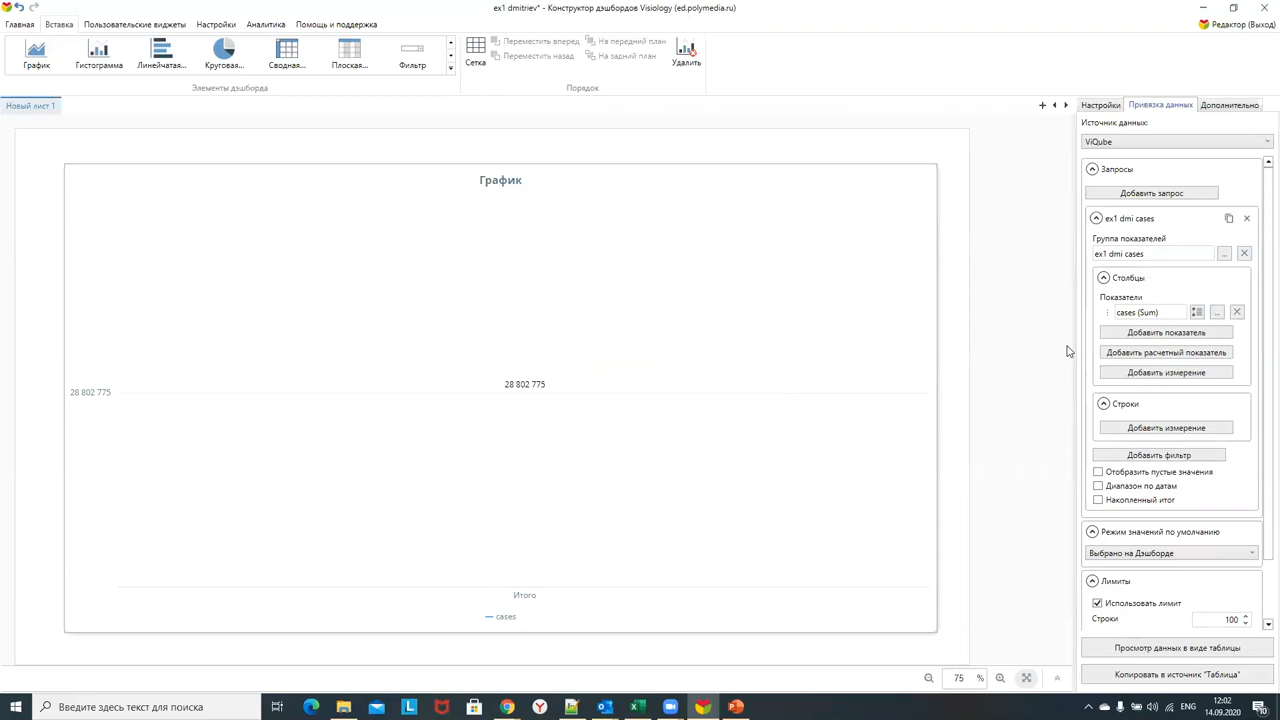 ex1 dmitriev* - Конструктор дэшбордов Visiology (ed.polymedia.ru)
Главная Вставка Пользовательские виджеты Настройки Аналитика Помощь и поддержка
Редактор (Выход)
График Гистограмма Линейчатая... Круговая... Сводная... Плоская... Фильтр
Сетка
Переместить вперед На передний план
Переместить назад На задний план
Удалить
Элементы дэшборда
Порядок
Новый лист 1
График
28 802 775
28 802 775
Итого
cases
75 %
Настройки Привязка данных Дополнительно
Источник данных:
ViQube
Запросы
Добавить запрос
ex1 dmi cases
Группа показателей
ex1 dmi cases ...
Столбцы
Показатели
cases (Sum) ...
Добавить показатель
Добавить расчетный показатель
Добавить измерение
Строки
Добавить измерение
Добавить фильтр
Отобразить пустые значения
Диапазон по датам
Накопленный итог
Режим значений по умолчанию
Выбрано на Дэшборде
Лимиты
Использовать лимит
Строки 100
Просмотр данных в виде таблицы
Копировать в источник "Таблица"
Введите здесь текст для поиска
ENG
12:02
14.09.2020
10